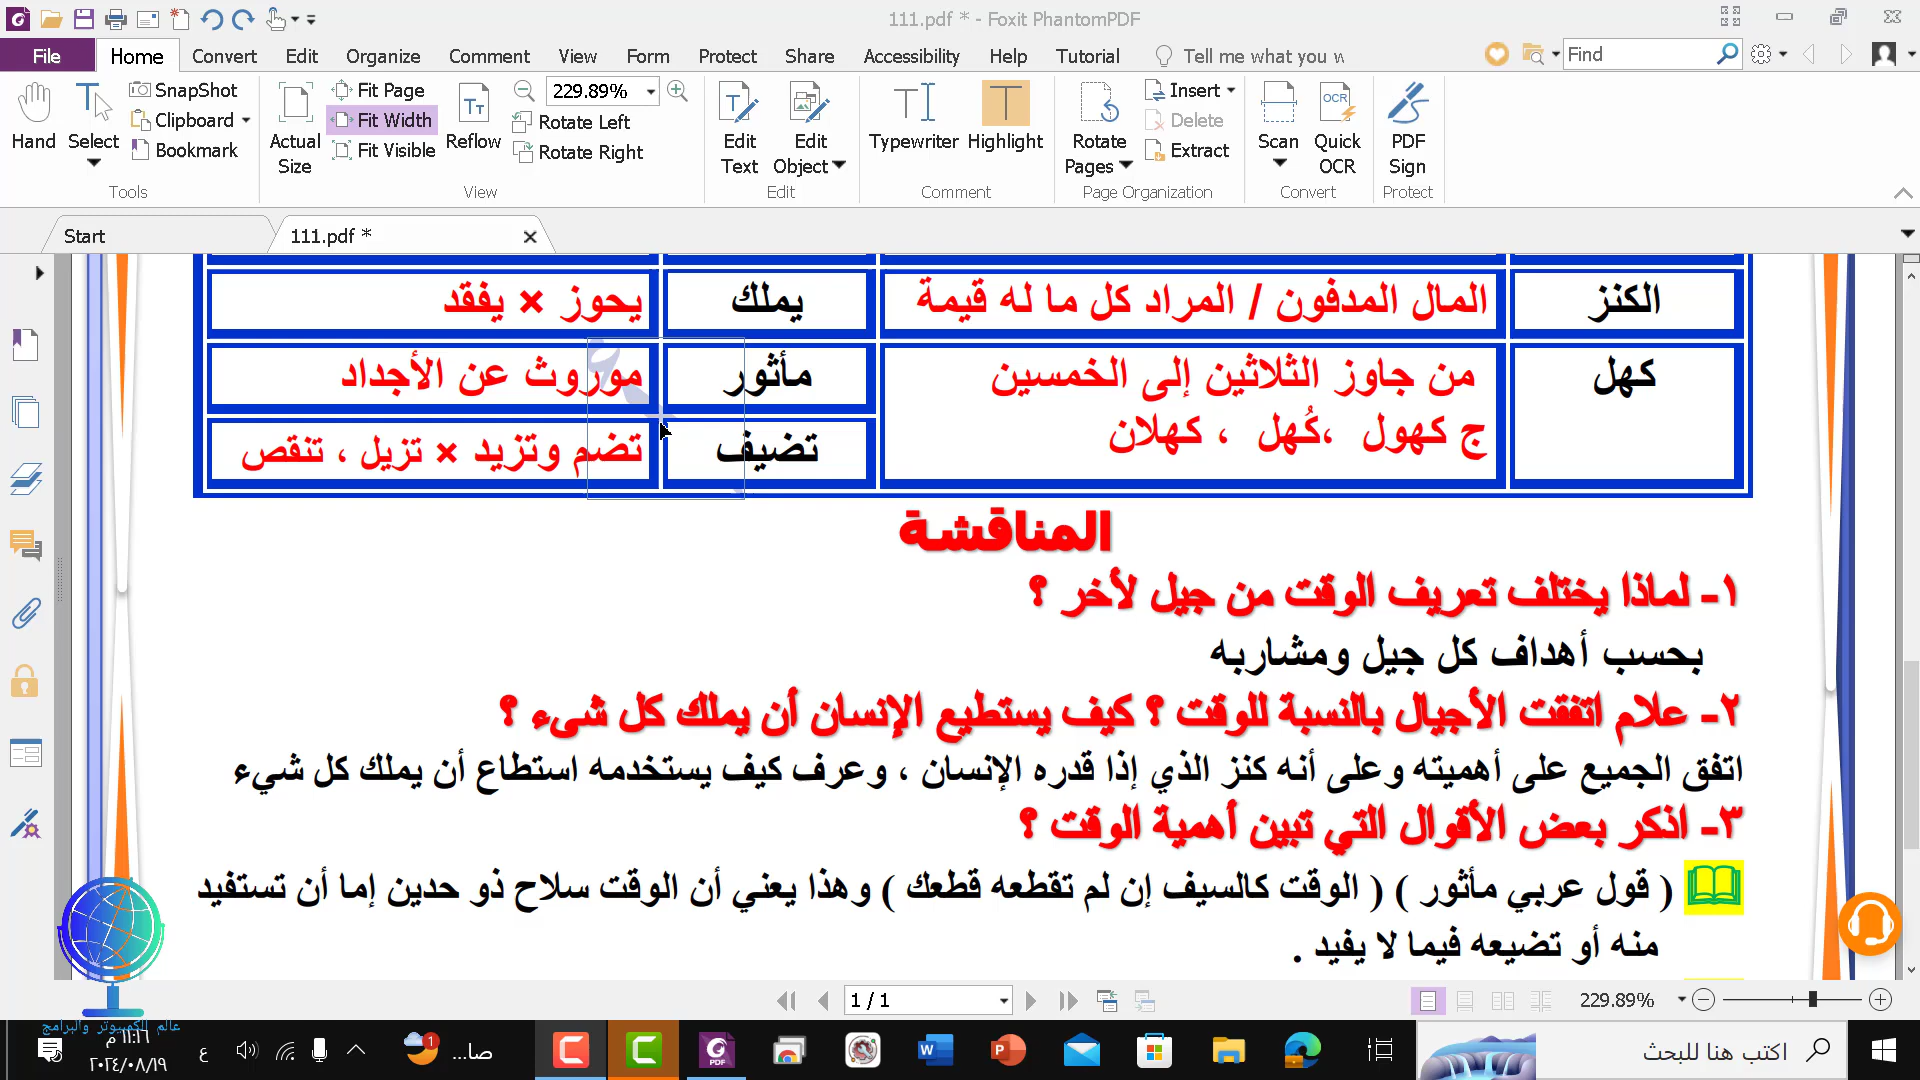 111.pdf * - Foxit PhantomPDF
File Home Convert Edit Organize Comment View Form Protect Share Accessibility Help Tutorial Tell me what you w Find
Hand
Select
SnapShot
Clipboard
Bookmark
Tools
Actual Size
Fit Page
Fit Width
Fit Visible
Reflow
229.89%
Rotate Left
Rotate Right
View
Edit Text
Edit Object
Edit
Typewriter
Highlight
Comment
Rotate Pages
Insert
Delete
Extract
Page Organization
Scan
Quick OCR
Convert
PDF Sign
Protect
Start
111.pdf *
الكنز المال المدفون / المراد كل ما له قيمة يملك يحوز × يفقد
كهل من جاوز الثلاثين إلى الخمسين مأثور موروث عن الأجداد
ج كهول ،كُهل ، كهلان تضيف تضم وتزيد × تزيل ، تنقص
المناقشة
١- لماذا يختلف تعريف الوقت من جيل لأخر ؟
بحسب أهداف كل جيل ومشاربه
٢- علام اتفقت الأجيال بالنسبة للوقت ؟ كيف يستطيع الإنسان أن يملك كل شىء ؟
اتفق الجميع على أهميته وعلى أنه كنز الذي إذا قدره الإنسان ، وعرف كيف يستخدمه استطاع أن يملك كل شيء
٣- اذكر بعض الأقوال التي تبين أهمية الوقت ؟
( قول عربي مأثور ) ( الوقت كالسيف إن لم تقطعه قطعك ) وهذا يعني أن الوقت سلاح ذو حدين إما أن تستفيد
منه أو تضيعه فيما لا يفيد .
1 / 1
229.89%
عالم الكمبيوتر والبرامج
اكتب هنا للبحث
صا...
ع
١١:١٦ م
٢٠٢٤/٠٨/١٩